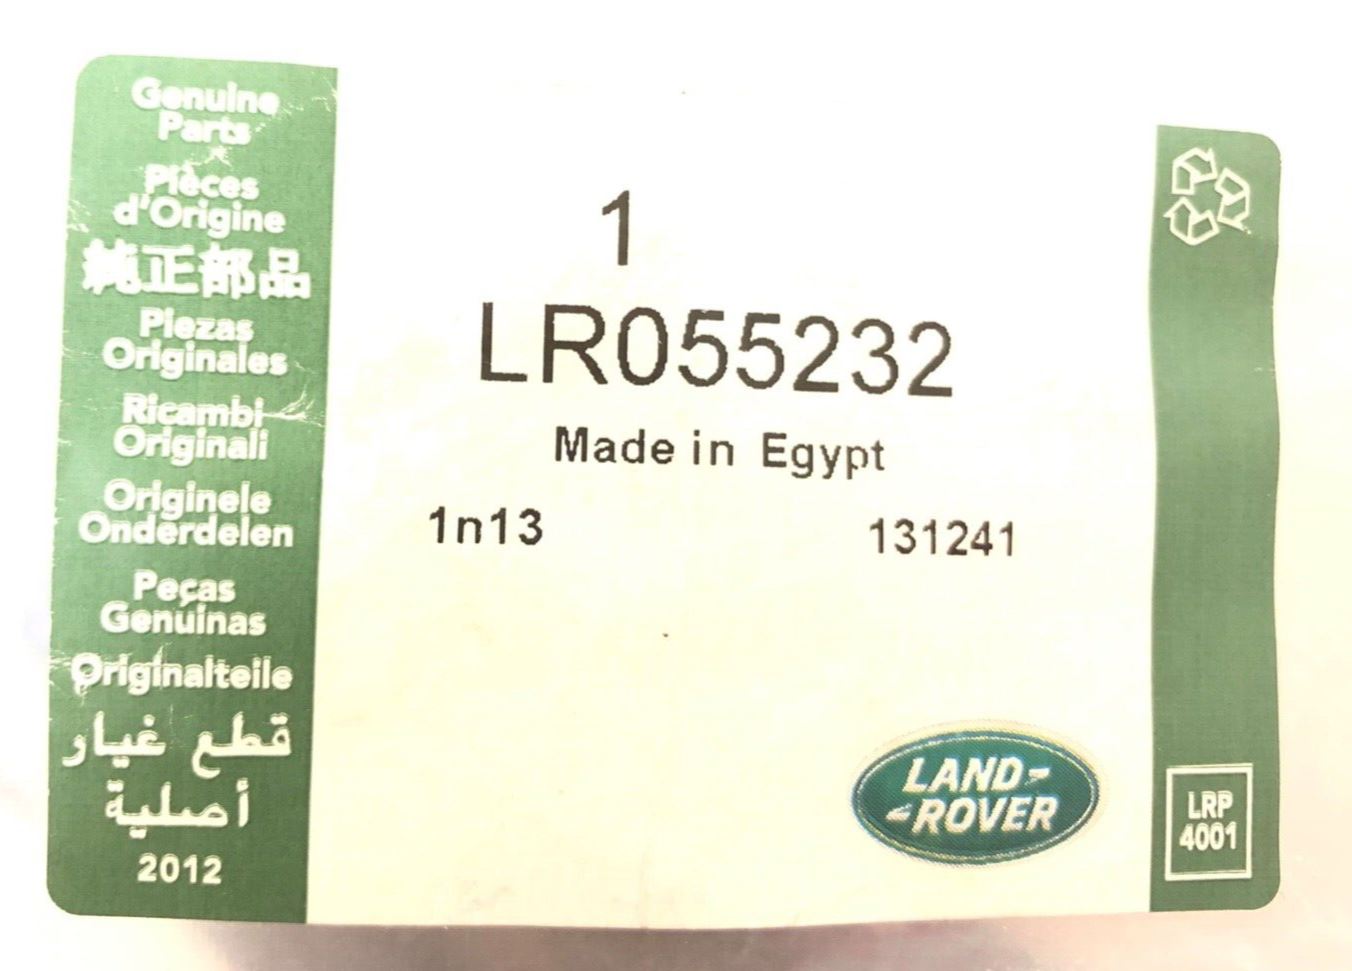 Genuine
Parts
Pièces
d'Origine
純正部品
Piezas
Originales
Ricambi
Originali
Originele
Onderdelen
Peças
Genuinas
Originalteile
قطع غيار
أصلية
2012
1
LR055232
Made in Egypt
1n13
131241
LAND-
-ROVER
LRP
4001